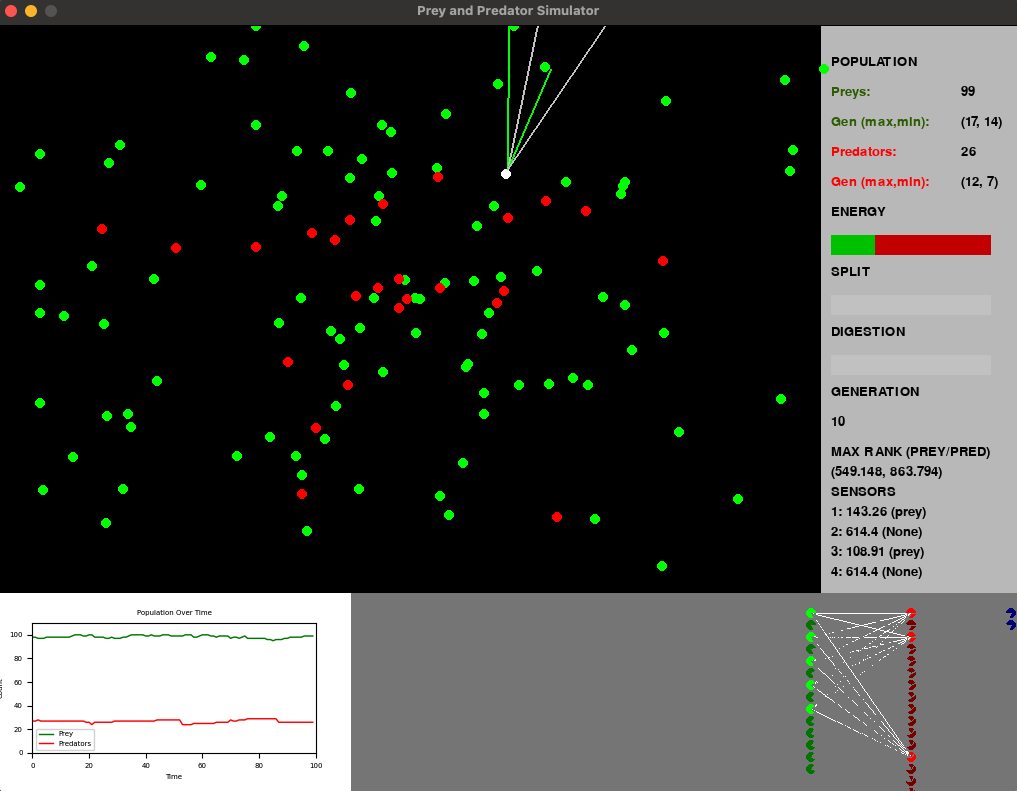 Prey and Predator Simulator
POPULATION
Preys: 99
Gen (max,min): (17, 14)
Predators: 26
Gen (max,min): (12, 7)
ENERGY
SPLIT
DIGESTION
GENERATION
10
MAX RANK (PREY/PRED)
(549.148, 863.794)
SENSORS
1: 143.26 (prey)
2: 614.4 (None)
3: 108.91 (prey)
4: 614.4 (None)
Population Over Time
100
80
60
40
20
0
Prey
Predators
0 20 40 60 80 100
Time